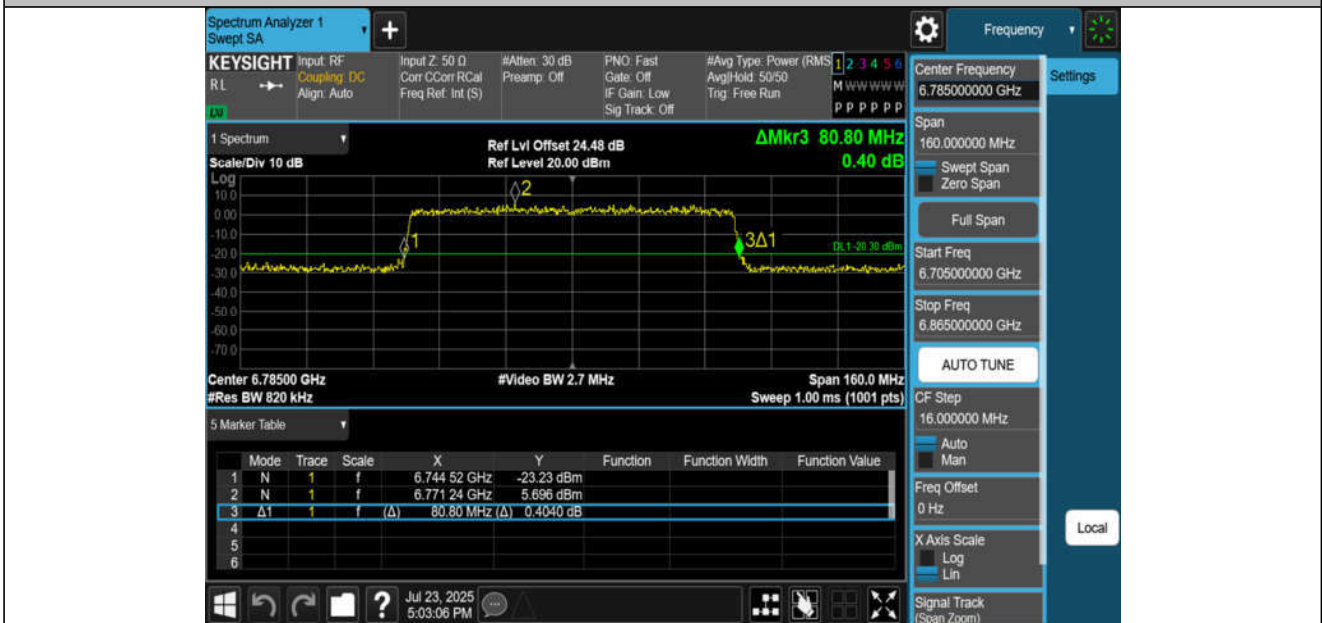 Spectrum Analyzer 1
Swept SA
+
Frequency
KEYSIGHT
RL
LXI
Input: RF
Coupling: DC
Align: Auto
Input Z: 50 Ω
Corr CCorr RCal
Freq Ref: Int (S)
#Atten: 30 dB
Preamp: Off
PNO: Fast
Gate: Off
IF Gain: Low
Sig Track: Off
#Avg Type: Power (RMS
Avg|Hold: 50/50
Trig: Free Run
1 2 3 4 5 6
M W W W W W
P P P P P P
1 Spectrum
Scale/Div 10 dB
Ref Lvl Offset 24.48 dB
Ref Level 20.00 dBm
ΔMkr3 80.80 MHz
0.40 dB
Log
10.0
0.00
-10.0
-20.0
-30.0
-40.0
-50.0
-60.0
-70.0
2
1
3Δ1
DL1 -20.30 dBm
Center 6.78500 GHz
#Video BW 2.7 MHz
Span 160.0 MHz
#Res BW 820 kHz
Sweep 1.00 ms (1001 pts)
5 Marker Table
Mode Trace Scale X Y Function Function Width Function Value
1 N 1 f 6.744 52 GHz -23.23 dBm
2 N 1 f 6.771 24 GHz 5.696 dBm
3 Δ1 1 f (Δ) 80.80 MHz (Δ) 0.4040 dB
4
5
6
?
Jul 23, 2025
5:03:06 PM
Center Frequency
6.785000000 GHz
Span
160.000000 MHz
Swept Span
Zero Span
Full Span
Start Freq
6.705000000 GHz
Stop Freq
6.865000000 GHz
AUTO TUNE
CF Step
16.000000 MHz
Auto
Man
Freq Offset
0 Hz
X Axis Scale
Log
Lin
Signal Track
(Span Zoom)
Settings
Local